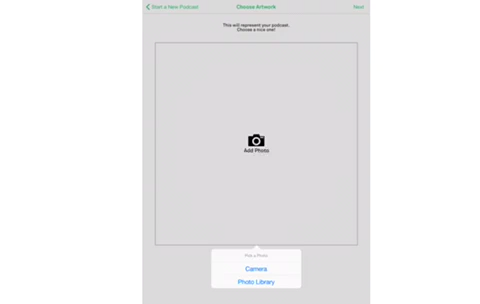 Start a New Podcast
Choose Artwork
Next
This will represent your podcast.
Choose a nice one!
Add Photo
Pick a Photo
Camera
Photo Library